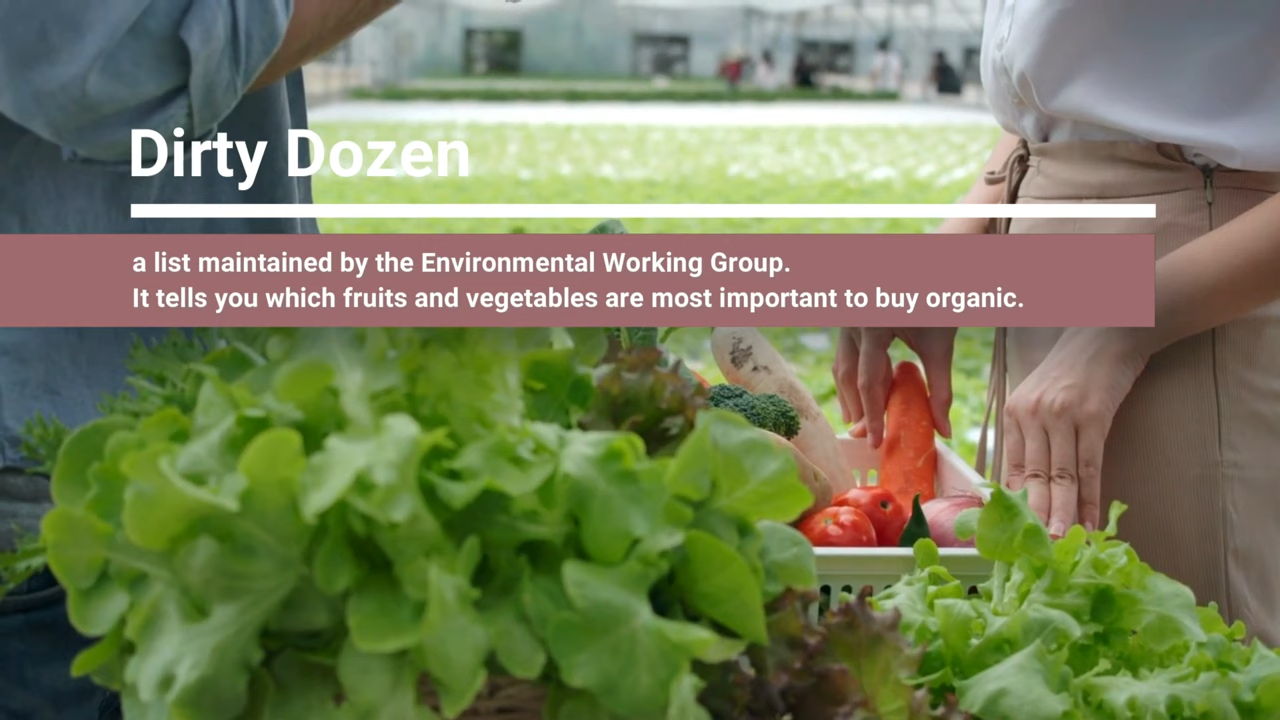 Dirty Dozen
a list maintained by the Environmental Working Group.
It tells you which fruits and vegetables are most important to buy organic.